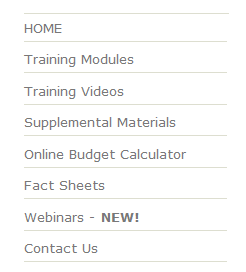 HOME
Training Modules
Training Videos
Supplemental Materials
Online Budget Calculator
Fact Sheets
Webinars - NEW!
Contact Us